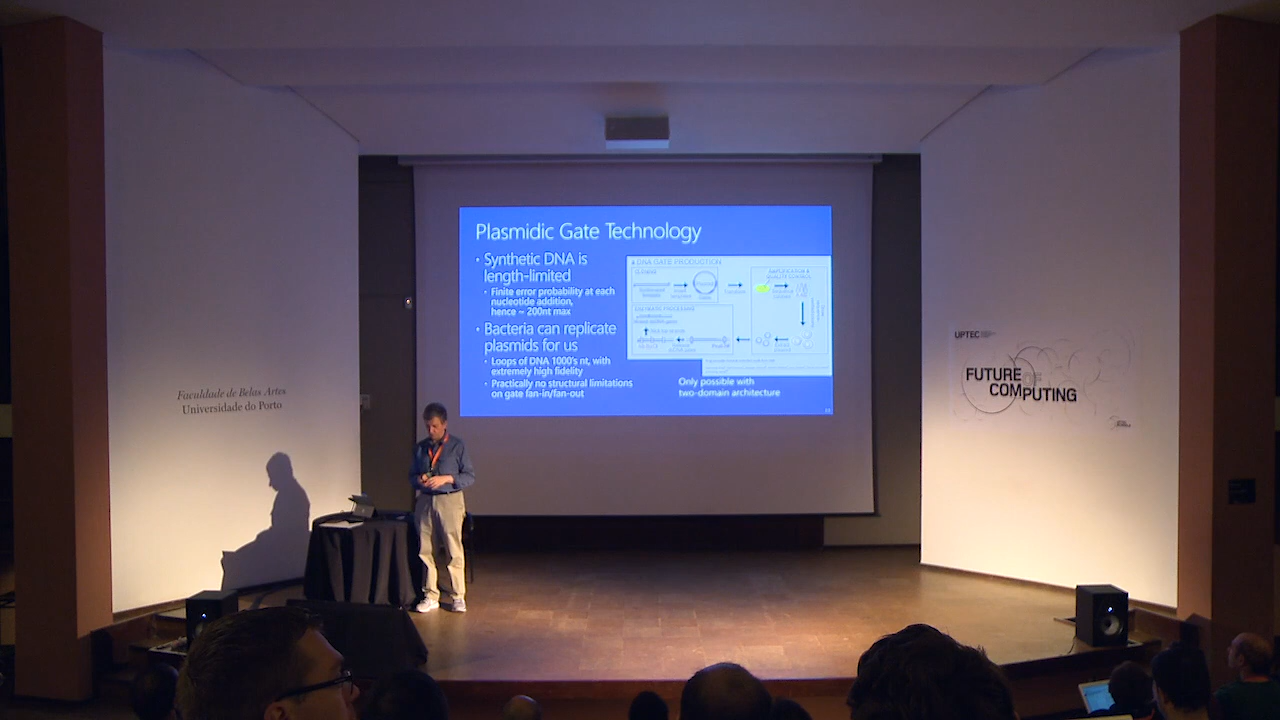 Plasmidic Gate Technology
• Synthetic DNA is
length-limited
• Finite error probability at each
nucleotide addition,
hence ~ 200nt max
• Bacteria can replicate
plasmids for us
• Loops of DNA 1000's nt, with
extremely high fidelity
• Practically no structural limitations
on gate fan-in/fan-out
DNA GATE PRODUCTION
Only possible with
two-domain architecture
Faculdade de Belas Artes
Universidade do Porto
UPTEC
FUTURE OF
COMPUTING